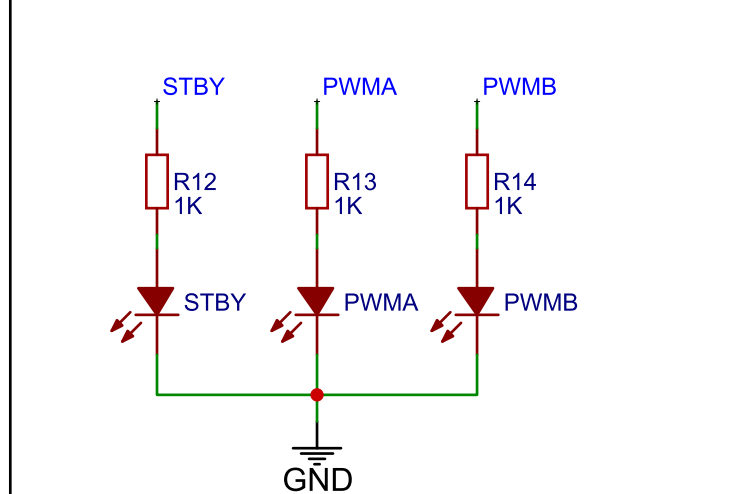 STBY
PWMA
PWMB
R12
1K
R13
1K
R14
1K
STBY
PWMA
PWMB
GND